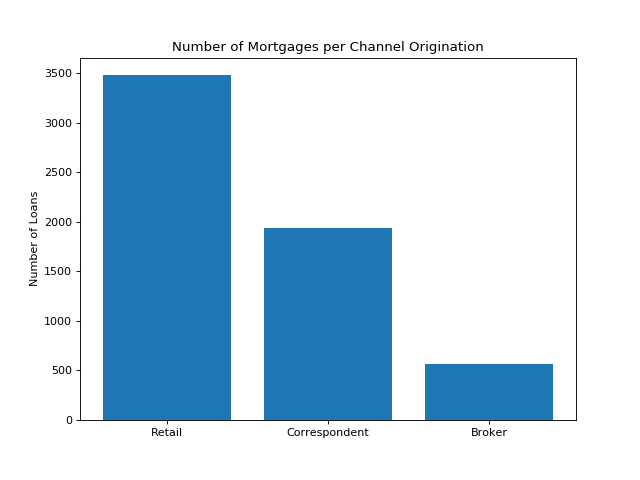 Number of Mortgages per Channel Origination
Number of Loans
3500
3000
2500
2000
1500
1000
500
0
Retail
Correspondent
Broker